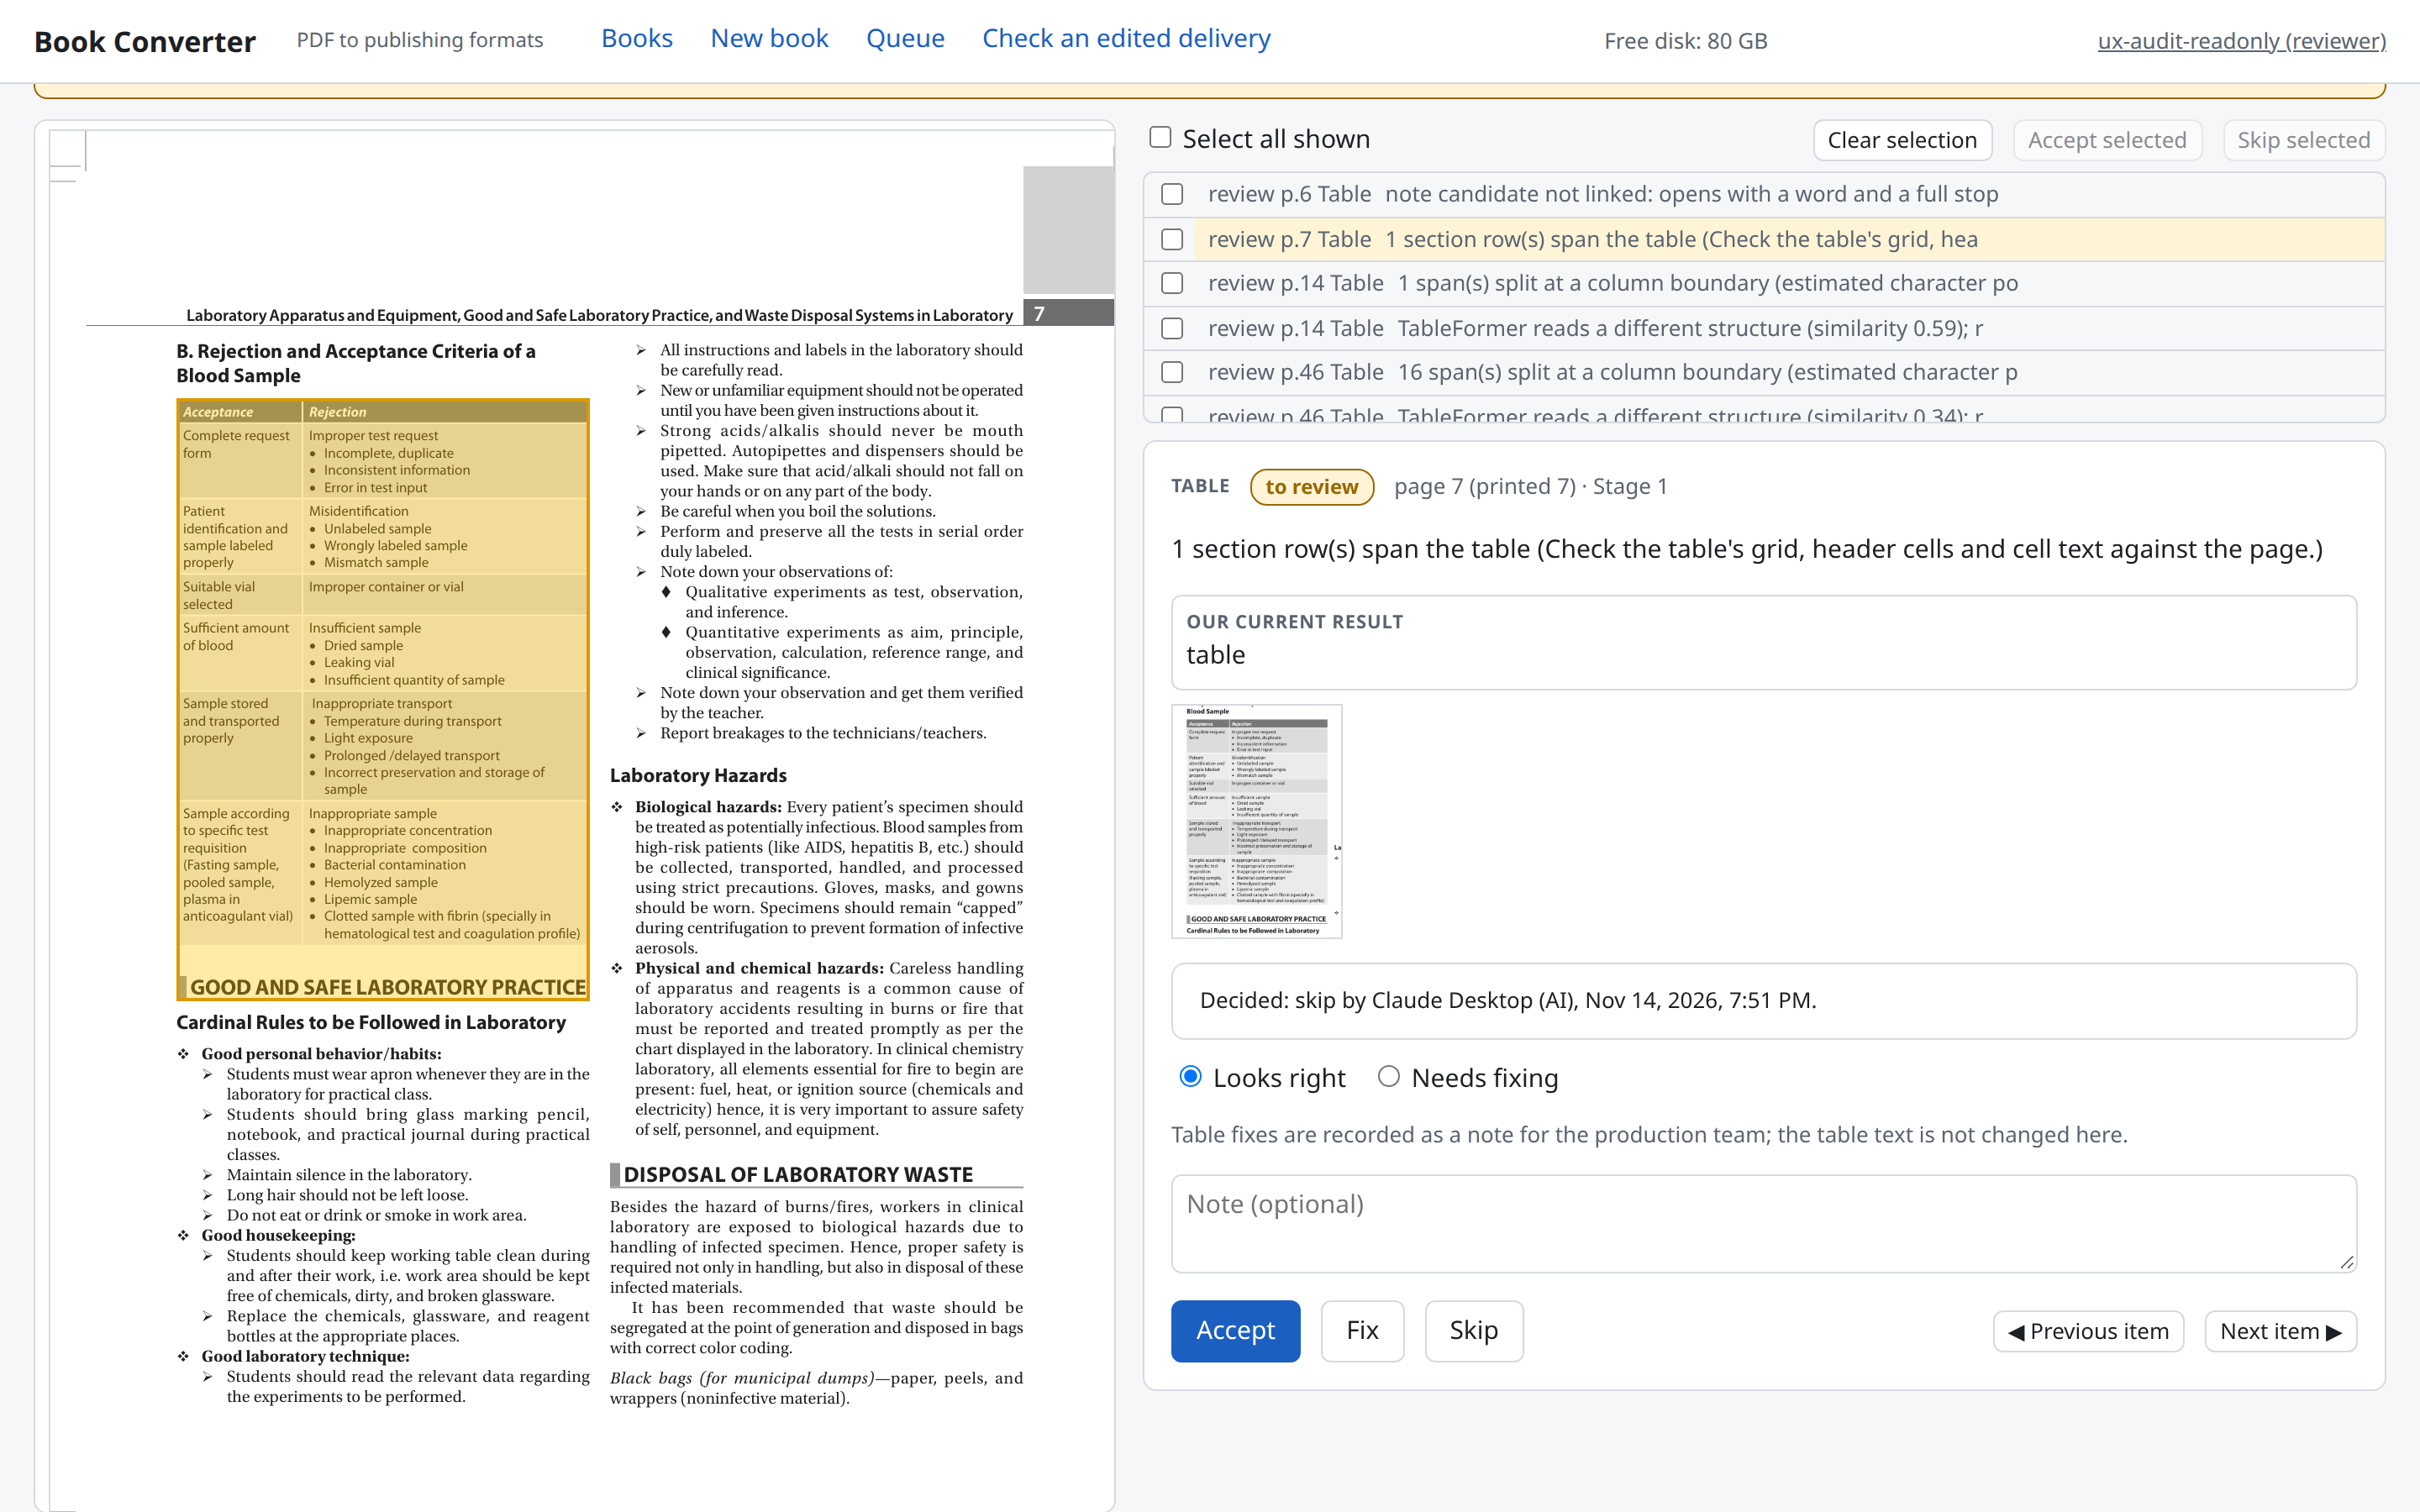 Book Converter
PDF to publishing formats
Books
New book
Queue
Check an edited delivery
Free disk: 80 GB
ux-audit-readonly (reviewer)
Laboratory Apparatus and Equipment, Good and Safe Laboratory Practice, and Waste Disposal Systems in Laboratory
7
B. Rejection and Acceptance Criteria of a
Blood Sample
Acceptance
Rejection
Complete request
form
Improper test request
• Incomplete, duplicate
• Inconsistent information
• Error in test input
Patient
identification and
sample labeled
properly
Misidentification
• Unlabeled sample
• Wrongly labeled sample
• Mismatch sample
Suitable vial
selected
Improper container or vial
Sufficient amount
of blood
Insufficient sample
• Dried sample
• Leaking vial
• Insufficient quantity of sample
Sample stored
and transported
properly
Inappropriate transport
• Temperature during transport
• Light exposure
• Prolonged /delayed transport
• Incorrect preservation and storage of
sample
Sample according
to specific test
requisition
(Fasting sample,
pooled sample,
plasma in
anticoagulant vial)
Inappropriate sample
• Inappropriate concentration
• Inappropriate composition
• Bacterial contamination
• Hemolyzed sample
• Lipemic sample
• Clotted sample with fibrin (specially in
hematological test and coagulation profile)
GOOD AND SAFE LABORATORY PRACTICE
Cardinal Rules to be Followed in Laboratory
❖ Good personal behavior/habits:
➢ Students must wear apron whenever they are in the
laboratory for practical class.
➢ Students should bring glass marking pencil,
notebook, and practical journal during practical
classes.
➢ Maintain silence in the laboratory.
➢ Long hair should not be left loose.
➢ Do not eat or drink or smoke in work area.
❖ Good housekeeping:
➢ Students should keep working table clean during
and after their work, i.e. work area should be kept
free of chemicals, dirty, and broken glassware.
➢ Replace the chemicals, glassware, and reagent
bottles at the appropriate places.
❖ Good laboratory technique:
➢ Students should read the relevant data regarding
the experiments to be performed.
➢ All instructions and labels in the laboratory should
be carefully read.
➢ New or unfamiliar equipment should not be operated
until you have been given instructions about it.
➢ Strong acids/alkalis should never be mouth
pipetted. Autopipettes and dispensers should be
used. Make sure that acid/alkali should not fall on
your hands or on any part of the body.
➢ Be careful when you boil the solutions.
➢ Perform and preserve all the tests in serial order
duly labeled.
➢ Note down your observations of:
♦ Qualitative experiments as test, observation,
and inference.
♦ Quantitative experiments as aim, principle,
observation, calculation, reference range, and
clinical significance.
➢ Note down your observation and get them verified
by the teacher.
➢ Report breakages to the technicians/teachers.
Laboratory Hazards
❖ Biological hazards: Every patient's specimen should
be treated as potentially infectious. Blood samples from
high-risk patients (like AIDS, hepatitis B, etc.) should
be collected, transported, handled, and processed
using strict precautions. Gloves, masks, and gowns
should be worn. Specimens should remain “capped”
during centrifugation to prevent formation of infective
aerosols.
❖ Physical and chemical hazards: Careless handling
of apparatus and reagents is a common cause of
laboratory accidents resulting in burns or fire that
must be reported and treated promptly as per the
chart displayed in the laboratory. In clinical chemistry
laboratory, all elements essential for fire to begin are
present: fuel, heat, or ignition source (chemicals and
electricity) hence, it is very important to assure safety
of self, personnel, and equipment.
DISPOSAL OF LABORATORY WASTE
Besides the hazard of burns/fires, workers in clinical
laboratory are exposed to biological hazards due to
handling of infected specimen. Hence, proper safety is
required not only in handling, but also in disposal of these
infected materials.
It has been recommended that waste should be
segregated at the point of generation and disposed in bags
with correct color coding.
Black bags (for municipal dumps)—paper, peels, and
wrappers (noninfective material).
Select all shown
Clear selection
Accept selected
Skip selected
review p.6 Table note candidate not linked: opens with a word and a full stop
review p.7 Table 1 section row(s) span the table (Check the table's grid, hea
review p.14 Table 1 span(s) split at a column boundary (estimated character po
review p.14 Table TableFormer reads a different structure (similarity 0.59); r
review p.46 Table 16 span(s) split at a column boundary (estimated character p
review p.46 Table TableFormer reads a different structure (similarity 0.34); r
TABLE
to review
page 7 (printed 7) · Stage 1
1 section row(s) span the table (Check the table's grid, header cells and cell text against the page.)
OUR CURRENT RESULT
table
Blood Sample
GOOD AND SAFE LABORATORY PRACTICE
Cardinal Rules to be Followed in Laboratory
Decided: skip by Claude Desktop (AI), Nov 14, 2026, 7:51 PM.
Looks right
Needs fixing
Table fixes are recorded as a note for the production team; the table text is not changed here.
Note (optional)
Accept
Fix
Skip
◀ Previous item
Next item ▶